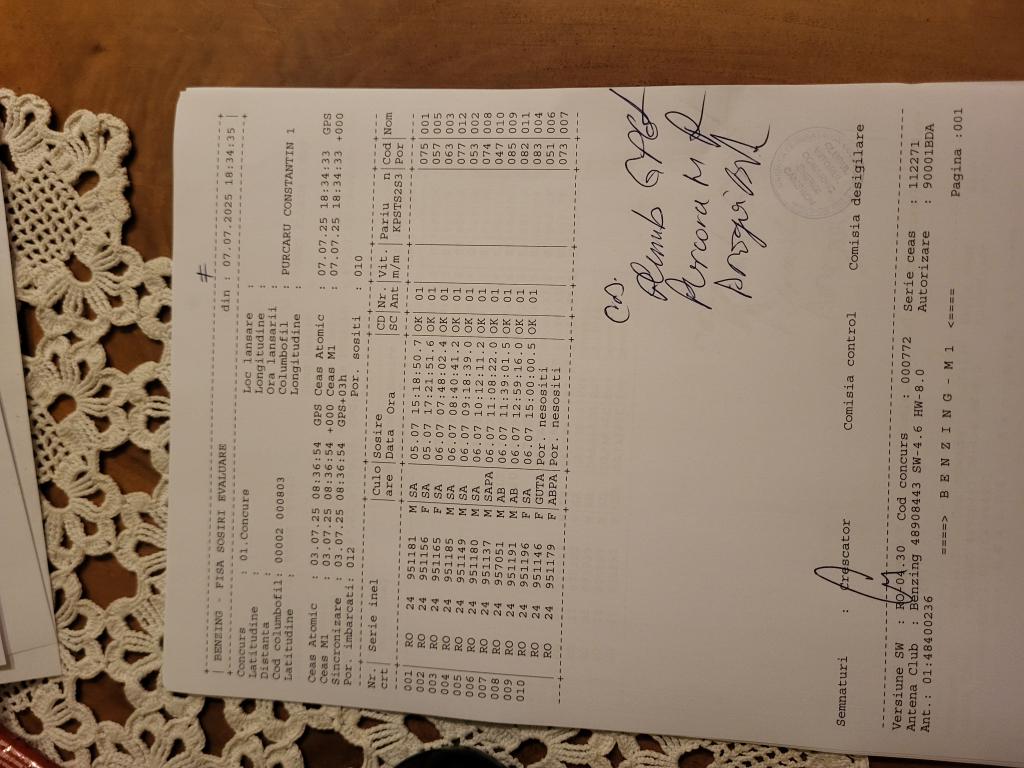 BENZING FISA SOSIRI EVALUARE din : 07.07.2025 18:34:35
Concurs : 01.Concurs Loc lansare :
Latitudine : Longitudine :
Distanta : Ora lansarii :
Cod columbofil: 00002 000803 Columbofil : PURCARU CONSTANTIN 1
Latitudine : Longitudine :
Ceas Atomic : 03.07.25 08:36:54 GPS Ceas Atomic : 07.07.25 18:34:33 GPS
Ceas M1 : 03.07.25 08:36:54 +000 Ceas M1 : 07.07.25 18:34:33 +000
Sincronizare : 03.07.25 08:36:54 GPS+03h
Por. imbarcati: 012 Por. sositi : 010
Nr. Serie inel Culo Sosire CD Nr Vit. Pariu n Cod Nom
crt are Data Ora SC Ant m/m KPSTS2S3 Por
001 RO 24 951181 M SA 05.07 15:18:50.7 OK 01 075 001
002 RO 24 951156 F SA 05.07 17:21:51.6 OK 01 057 005
003 RO 24 951165 F SA 06.07 07:48:02.4 OK 01 063 003
004 RO 24 951185 M SA 06.07 08:40:41.2 OK 01 077 012
005 RO 24 951149 M SA 06.07 09:18:39.0 OK 01 053 002
006 RO 24 951180 M SA 06.07 10:12:11.2 OK 01 074 008
007 RO 24 951137 M SAPA 06.07 11:08:22.0 OK 01 047 010
008 RO 24 957051 M AB 06.07 11:39:01.5 OK 01 085 009
009 RO 24 951191 M AB 06.07 12:59:16.0 OK 01 082 011
010 RO 24 951196 F SA 06.07 15:00:00.5 OK 01 083 004
RO 24 951146 F GUTA Por. nesositi 051 006
RO 24 951179 F ABPA Por. nesositi 073 007
Semnaturi : Crescator Comisia control Comisia desigilare
Versiune SW : RO/04.30 Cod concurs : 000772 Serie ceas : 112271
Antena Club : Benzing 48908443 SW-4.6 HW-8.0 Autorizare : 90001BDA
Ant.: 01:48400236
====> B E N Z I N G - M 1 <==== Pagina :001